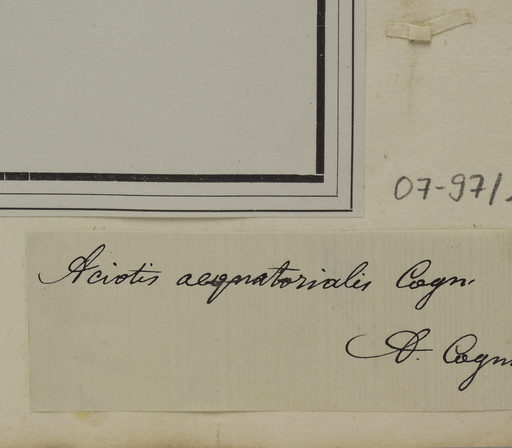 07-97/
Aciotis aequatorialis Cogn.
A. Cogn